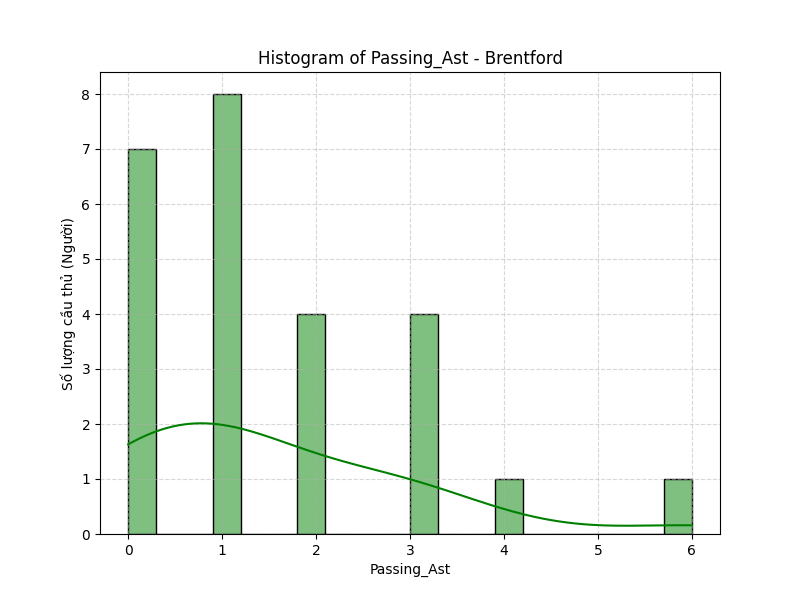 Histogram of Passing_Ast - Brentford
Số lượng cầu thủ (Người)
8
7
6
5
4
3
2
1
0
0 1 2 3 4 5 6
Passing_Ast